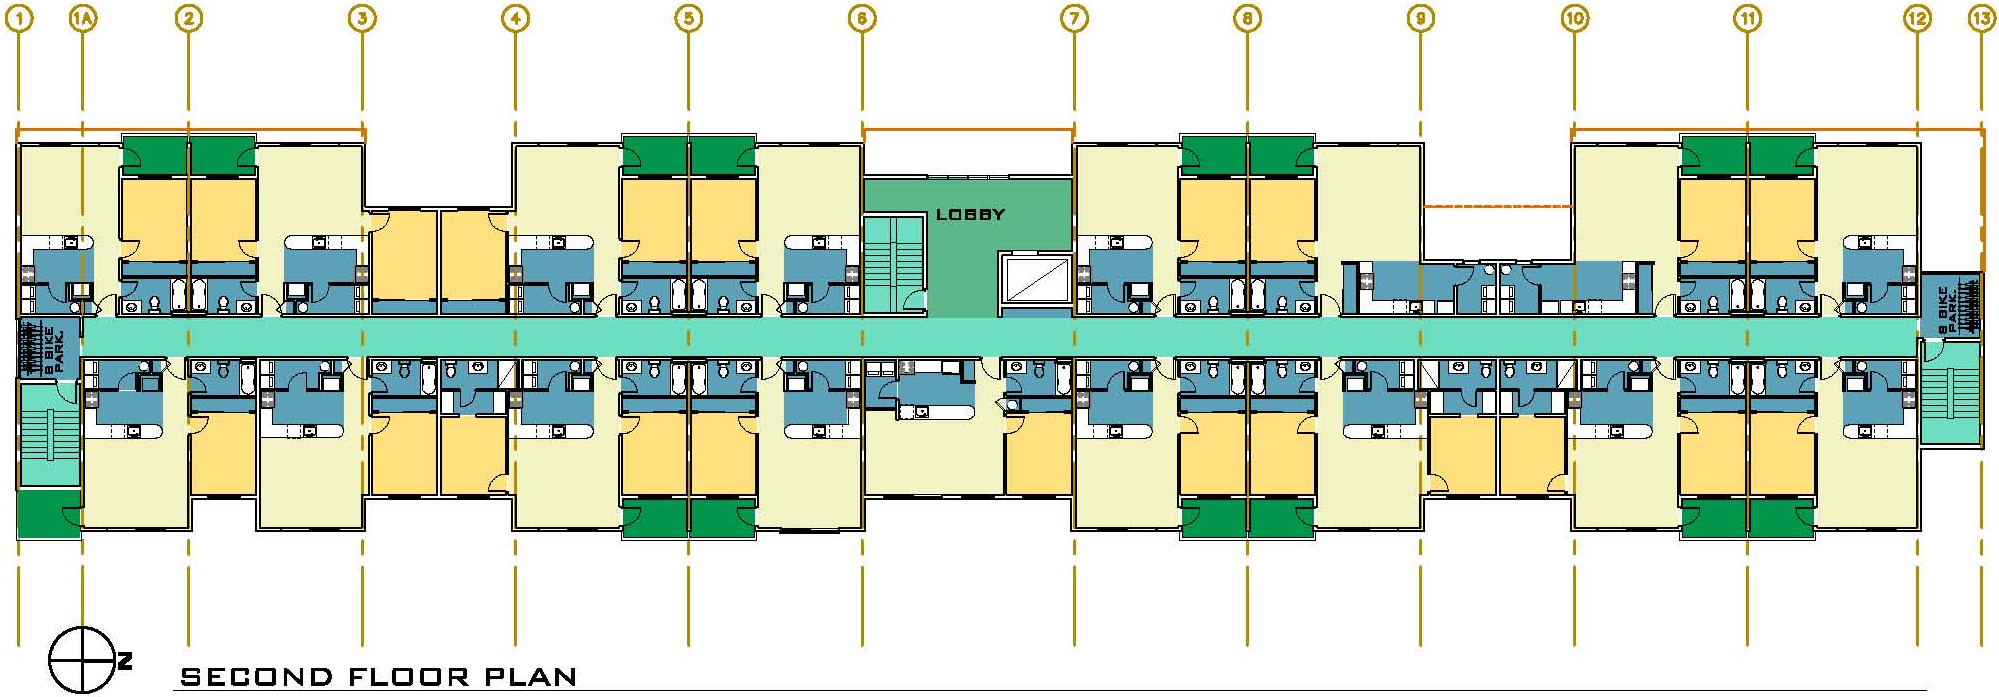 1 1A 2 3 4 5 6 7 8 9 10 11 12 13
LOBBY
8 BIKE
PARK.
8 BIKE
PARK.
N
SECOND FLOOR PLAN